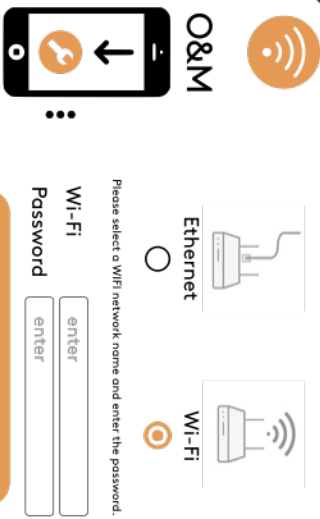 O&M
Ethernet
Wi-Fi
Please select a WIFI network name and enter the password.
Wi-Fi
enter
Password
enter